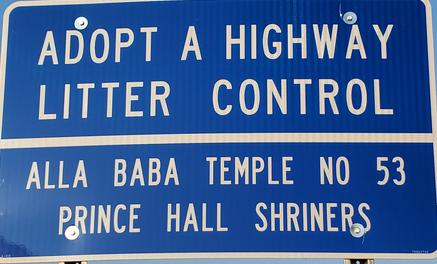 ADOPT A HIGHWAY
LITTER CONTROL
ALLA BABA TEMPLE NO 53
PRINCE HALL SHRINERS